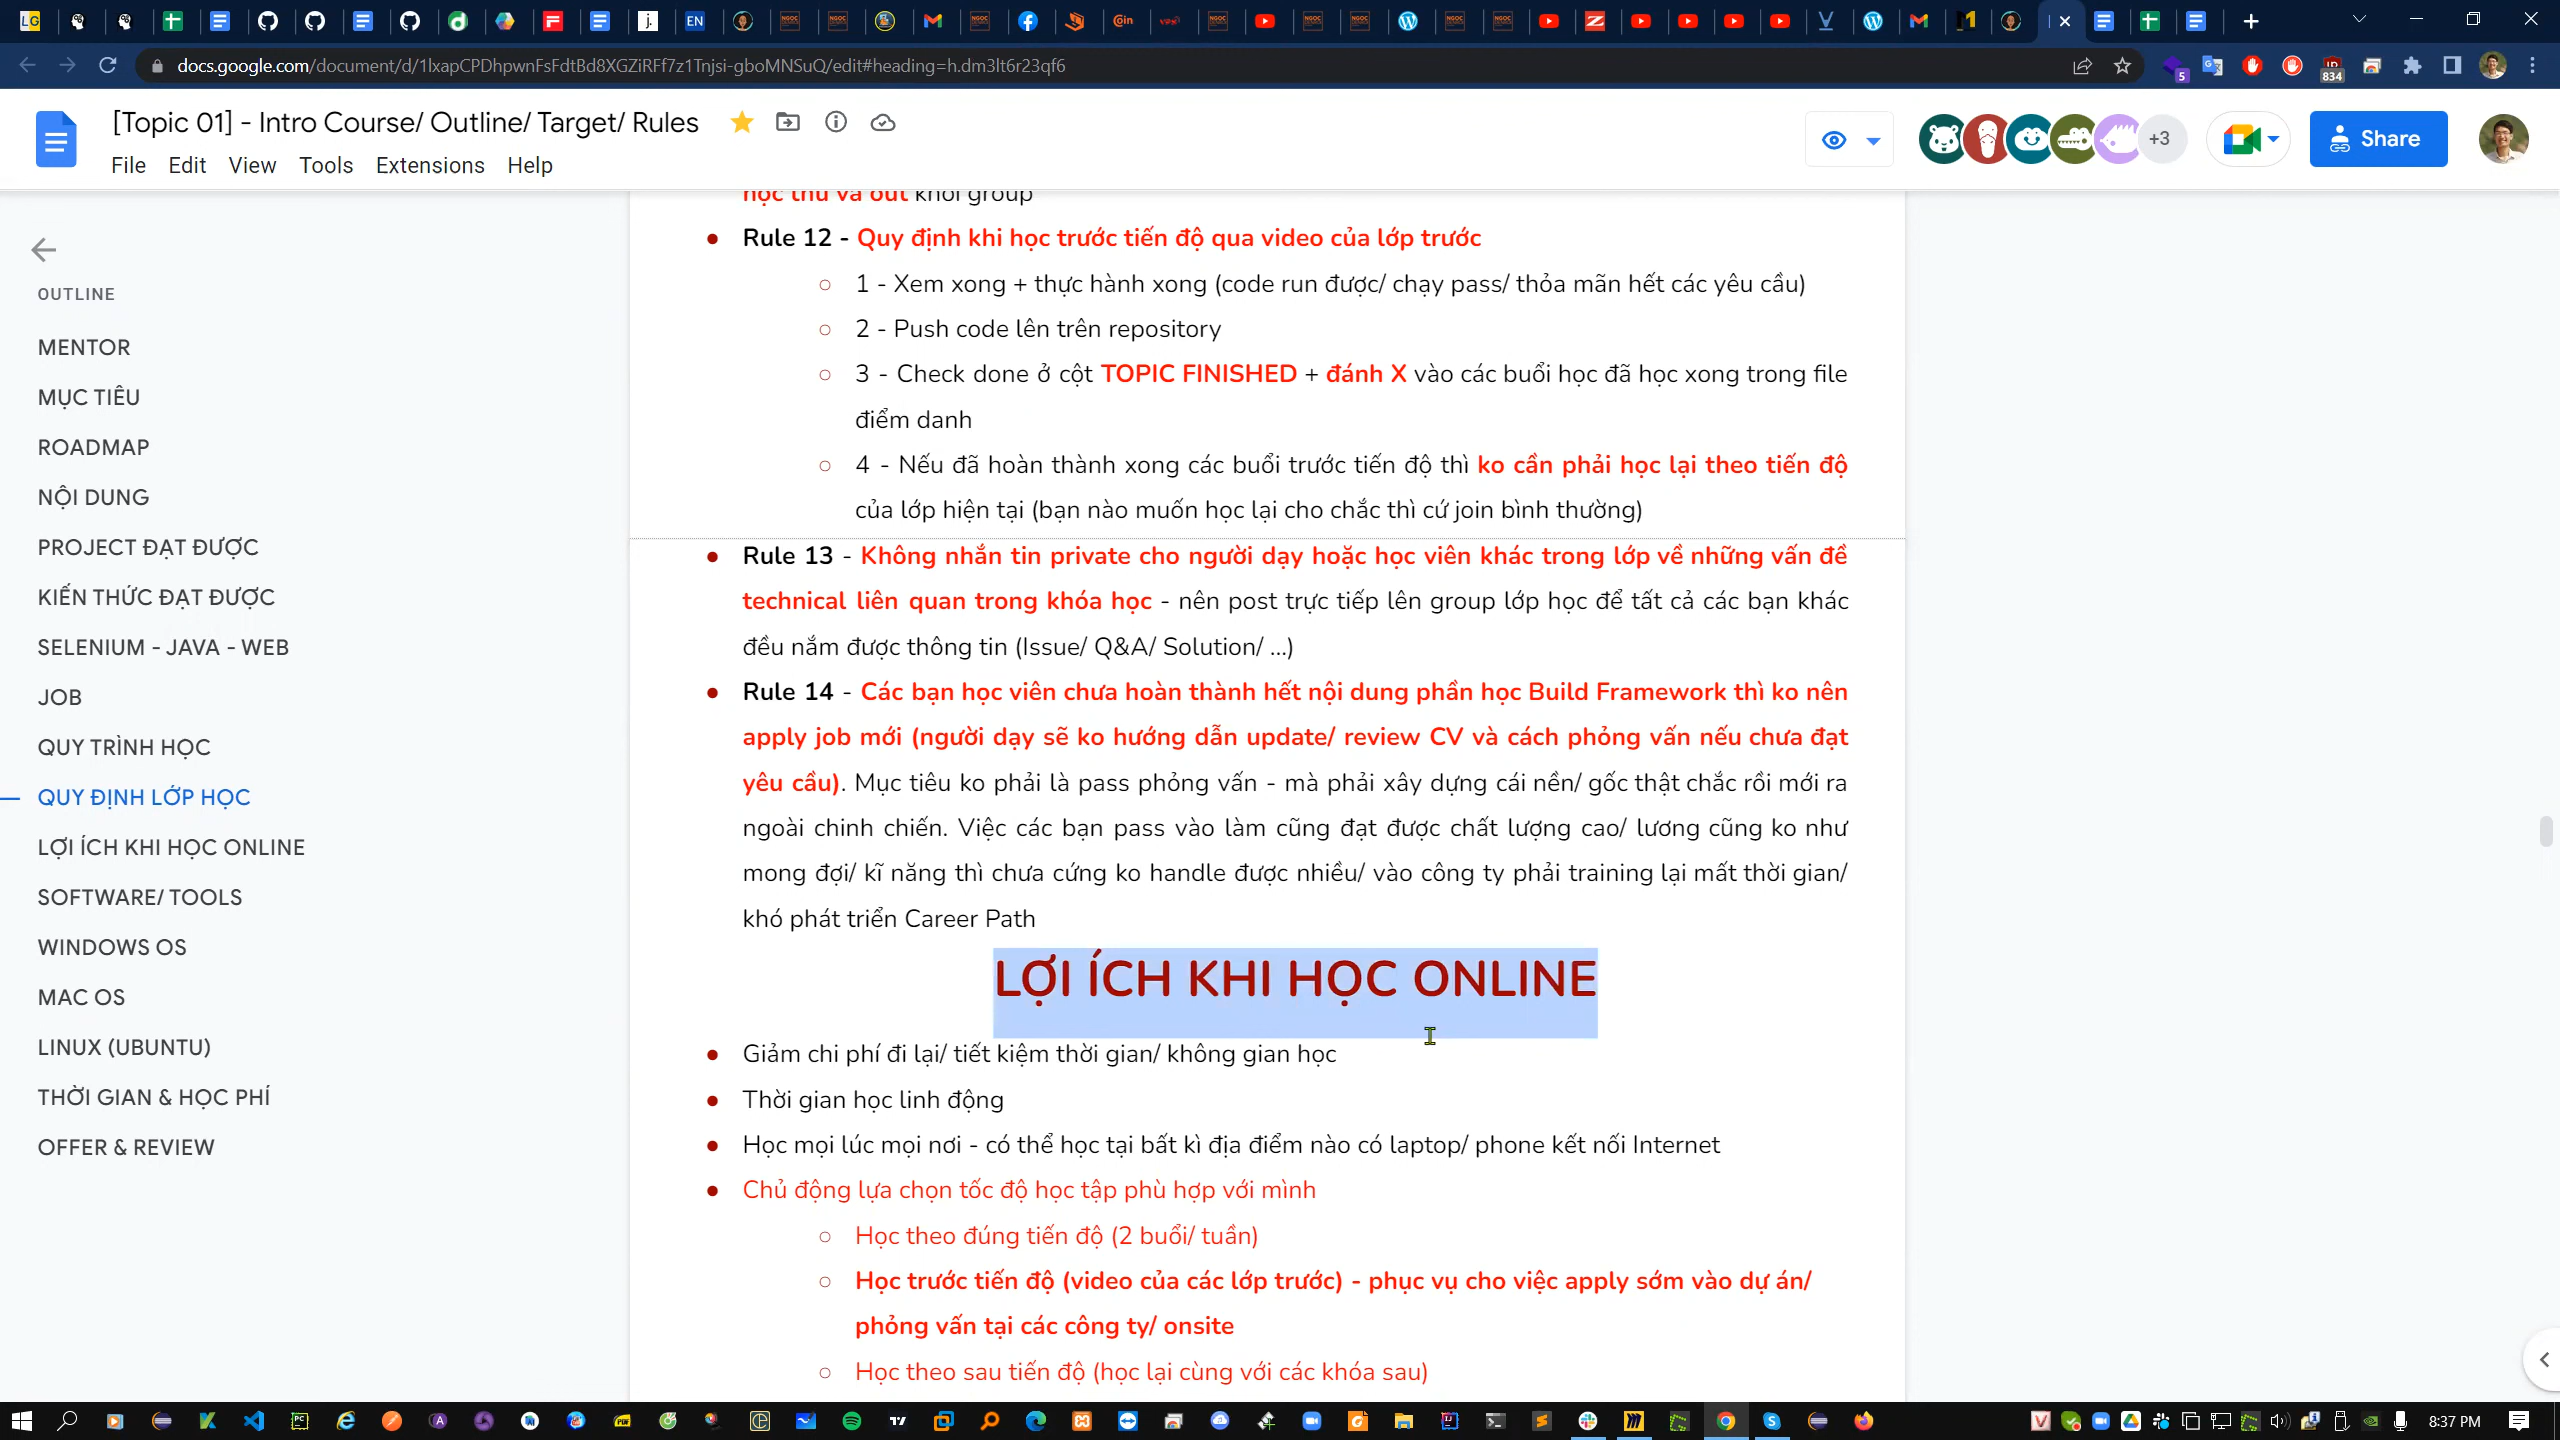 docs.google.com/document/d/1lxapCPDhpwnFsFdtBd8XGZiRFf7z1Tnjsi-gboMNSuQ/edit#heading=h.dm3lt6r23qf6
5
834
[Topic 01] - Intro Course/ Outline/ Target/ Rules
+3
Share
File Edit View Tools Extensions Help
OUTLINE
MENTOR
MỤC TIÊU
ROADMAP
NỘI DUNG
PROJECT ĐẠT ĐƯỢC
KIẾN THỨC ĐẠT ĐƯỢC
SELENIUM - JAVA - WEB
JOB
QUY TRÌNH HỌC
QUY ĐỊNH LỚP HỌC
LỢI ÍCH KHI HỌC ONLINE
SOFTWARE/ TOOLS
WINDOWS OS
MAC OS
LINUX (UBUNTU)
THỜI GIAN & HỌC PHÍ
OFFER & REVIEW
học thử và out khỏi group
Rule 12 - Quy định khi học trước tiến độ qua video của lớp trước
1 - Xem xong + thực hành xong (code run được/ chạy pass/ thỏa mãn hết các yêu cầu)
2 - Push code lên trên repository
3 - Check done ở cột TOPIC FINISHED + đánh X vào các buổi học đã học xong trong file
điểm danh
4 - Nếu đã hoàn thành xong các buổi trước tiến độ thì ko cần phải học lại theo tiến độ
của lớp hiện tại (bạn nào muốn học lại cho chắc thì cứ join bình thường)
Rule 13 - Không nhắn tin private cho người dạy hoặc học viên khác trong lớp về những vấn đề
technical liên quan trong khóa học - nên post trực tiếp lên group lớp học để tất cả các bạn khác
đều nắm được thông tin (Issue/ Q&A/ Solution/ ...)
Rule 14 - Các bạn học viên chưa hoàn thành hết nội dung phần học Build Framework thì ko nên
apply job mới (người dạy sẽ ko hướng dẫn update/ review CV và cách phỏng vấn nếu chưa đạt
yêu cầu). Mục tiêu ko phải là pass phỏng vấn - mà phải xây dựng cái nền/ gốc thật chắc rồi mới ra
ngoài chinh chiến. Việc các bạn pass vào làm cũng đạt được chất lượng cao/ lương cũng ko như
mong đợi/ kĩ năng thì chưa cứng ko handle được nhiều/ vào công ty phải training lại mất thời gian/
khó phát triển Career Path
LỢI ÍCH KHI HỌC ONLINE
Giảm chi phí đi lại/ tiết kiệm thời gian/ không gian học
Thời gian học linh động
Học mọi lúc mọi nơi - có thể học tại bất kì địa điểm nào có laptop/ phone kết nối Internet
Chủ động lựa chọn tốc độ học tập phù hợp với mình
Học theo đúng tiến độ (2 buổi/ tuần)
Học trước tiến độ (video của các lớp trước) - phục vụ cho việc apply sớm vào dự án/
phỏng vấn tại các công ty/ onsite
Học theo sau tiến độ (học lại cùng với các khóa sau)
8:37 PM